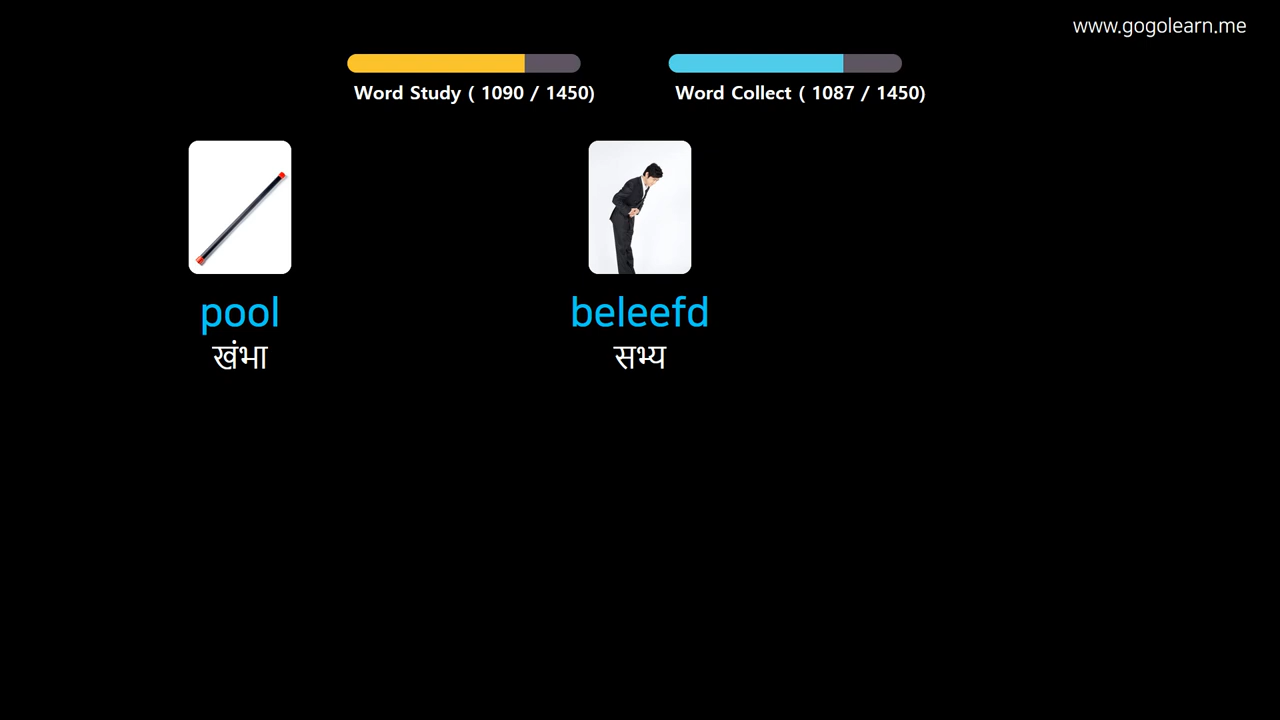 www.gogolearn.me
Word Study ( 1090 / 1450)
Word Collect ( 1087 / 1450)
pool
खंभा
beleefd
सभ्य